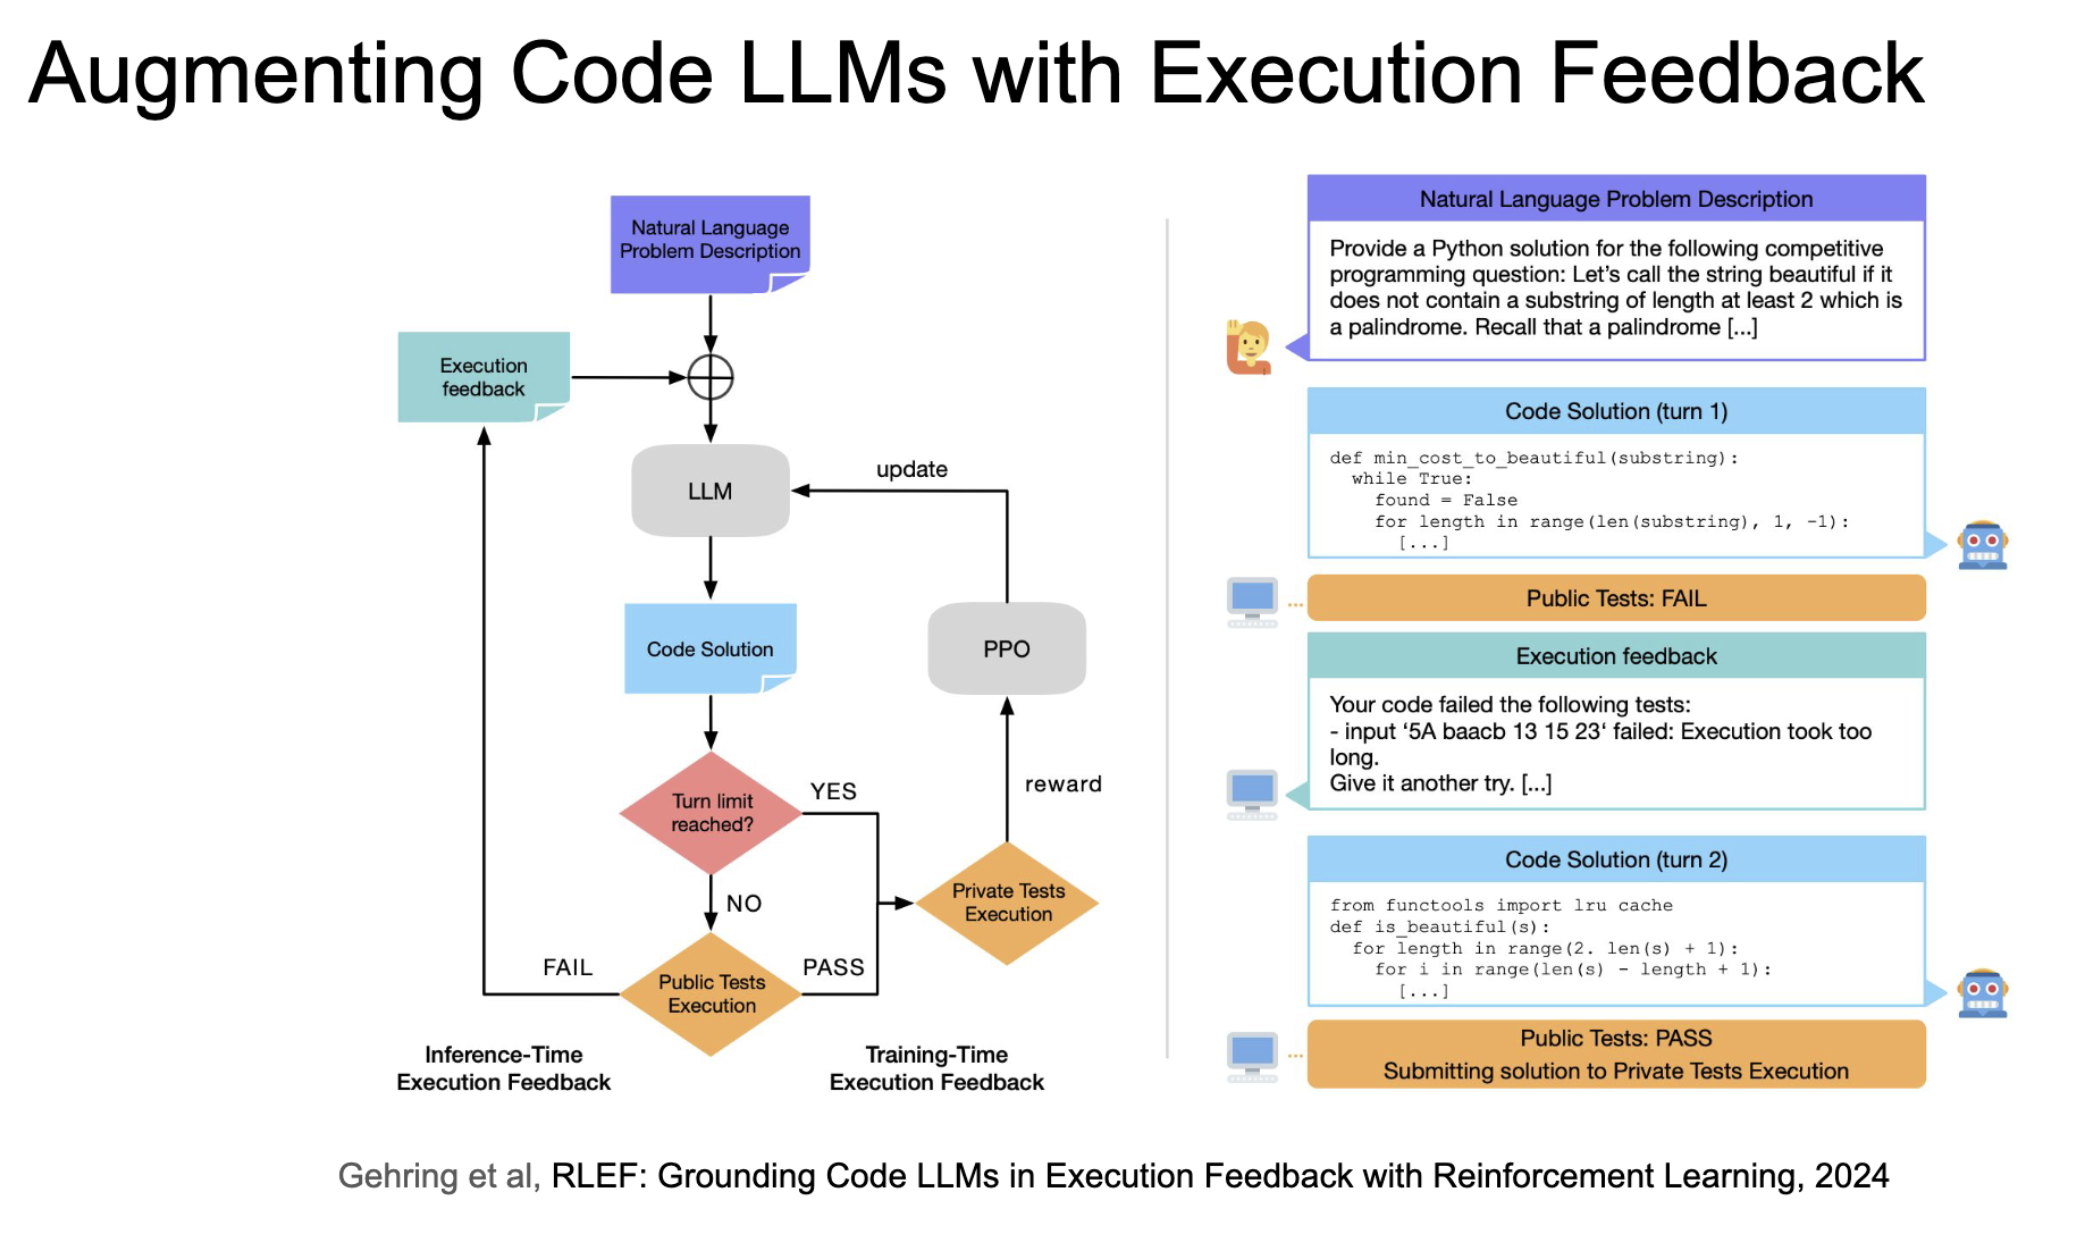 Augmenting Code LLMs with Execution Feedback
Natural Language
Problem Description
Execution
feedback
LLM
update
Code Solution
PPO
Turn limit
reached?
YES
reward
NO
Private Tests
Execution
FAIL
Public Tests
Execution
PASS
Inference-Time
Execution Feedback
Training-Time
Execution Feedback
Natural Language Problem Description
Provide a Python solution for the following competitive
programming question: Let’s call the string beautiful if it
does not contain a substring of length at least 2 which is
a palindrome. Recall that a palindrome [...]
Code Solution (turn 1)
def min_cost_to_beautiful(substring):
while True:
found = False
for length in range(len(substring), 1, -1):
[...]
Public Tests: FAIL
Execution feedback
Your code failed the following tests:
- input ‘5A baacb 13 15 23‘ failed: Execution took too
long.
Give it another try. [...]
Code Solution (turn 2)
from functools import lru cache
def is_beautiful(s):
for length in range(2. len(s) + 1):
for i in range(len(s) - length + 1):
[...]
Public Tests: PASS
Submitting solution to Private Tests Execution
Gehring et al, RLEF: Grounding Code LLMs in Execution Feedback with Reinforcement Learning, 2024